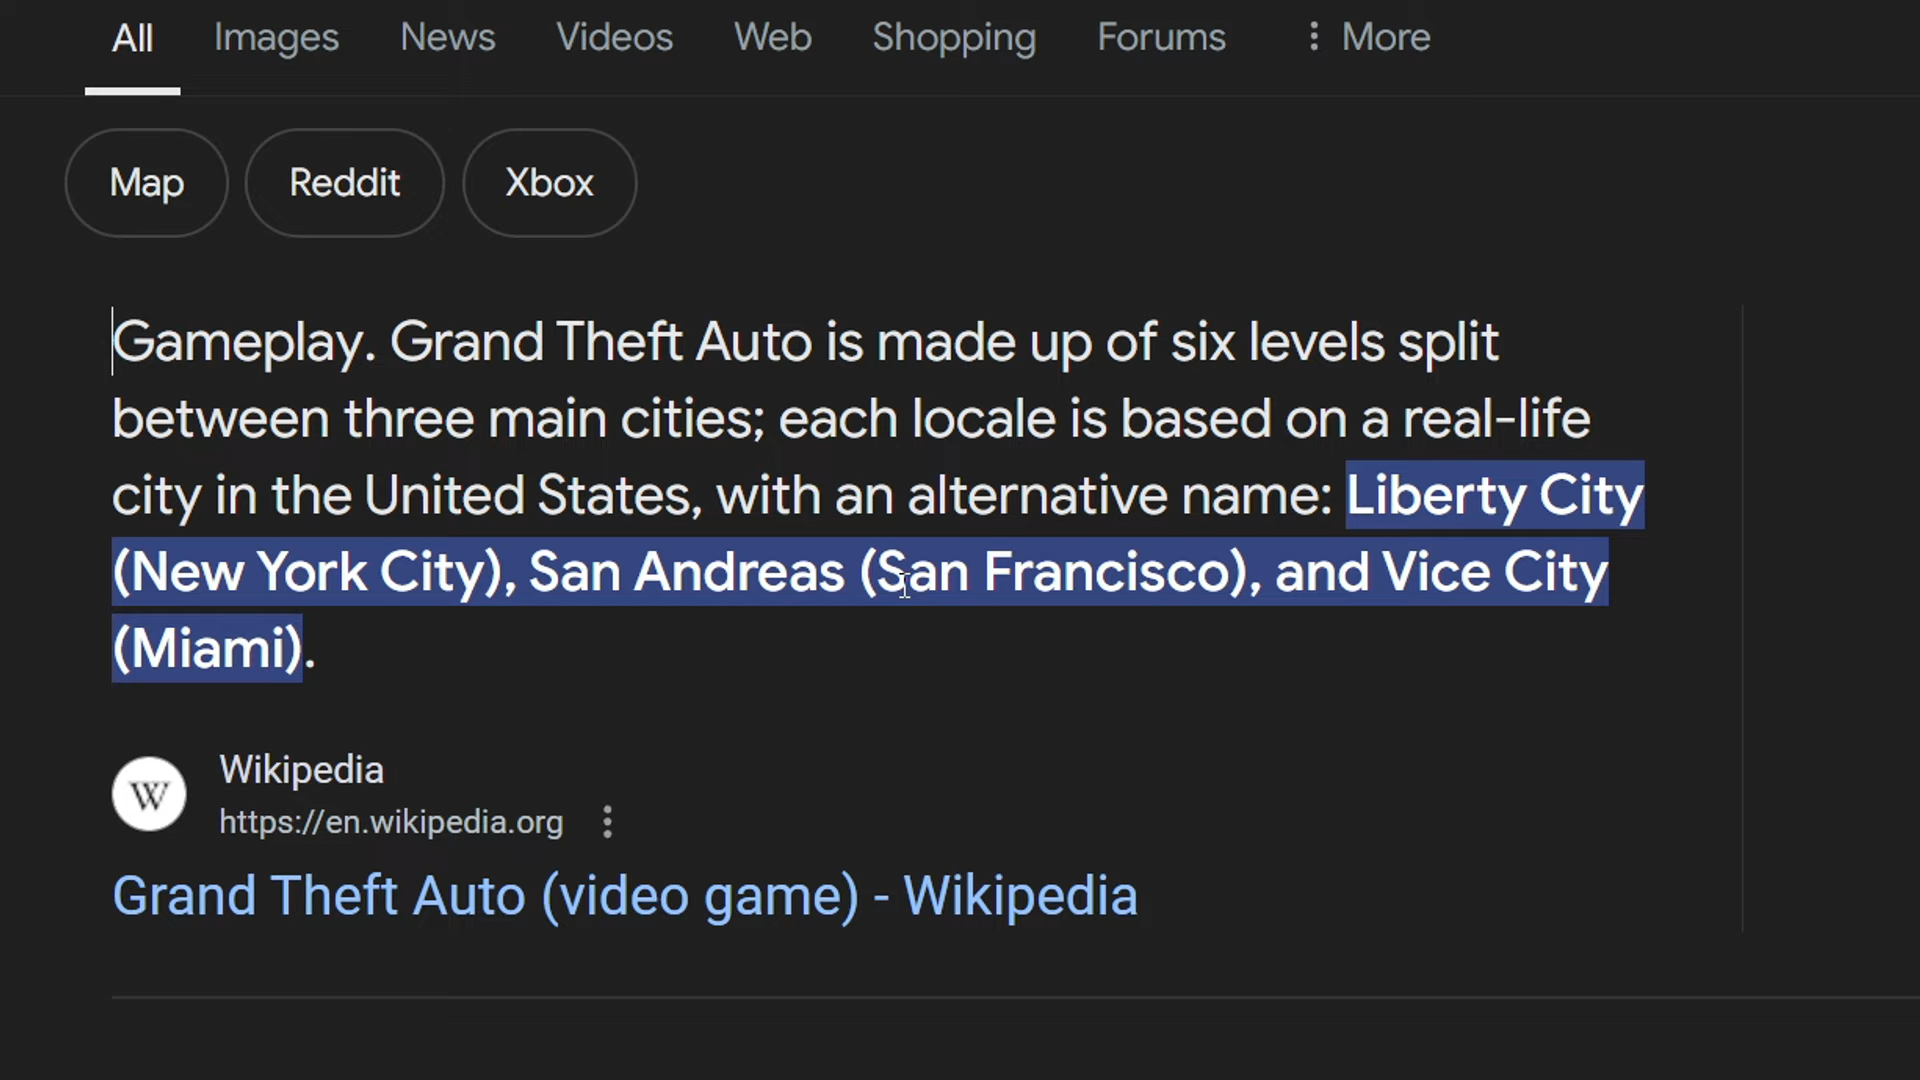 All Images News Videos Web Shopping Forums More
Map Reddit Xbox
Gameplay. Grand Theft Auto is made up of six levels split
between three main cities; each locale is based on a real-life
city in the United States, with an alternative name: Liberty City
(New York City), San Andreas (San Francisco), and Vice City
(Miami).
W
Wikipedia
https://en.wikipedia.org
Grand Theft Auto (video game) - Wikipedia